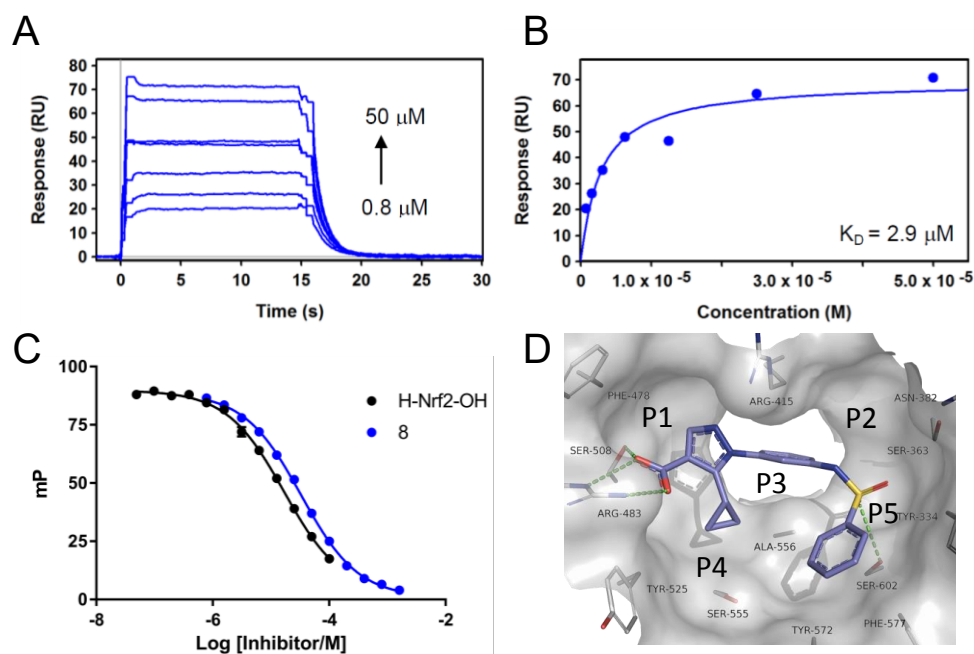 A
Response (RU)
80
70
60
50
40
30
20
10
0
50 μM
0.8 μM
0
5
10
15
20
25
30
Time (s)
B
Response (RU)
70
60
50
40
30
20
10
0
K_D = 2.9 μM
0
1.0 x 10 -5
3.0 x 10 -5
5.0 x 10 -5
Concentration (M)
C
mP
100
75
50
25
0
H-Nrf2-OH
8
-8
-6
-4
-2
Log [Inhibitor/M]
D
PHE-478
P1
ARG-415
P2
ASN-382
SER-508
SER-363
P3
ARG-483
P5
TYR-334
ALA-556
P4
TYR-525
SER-555
SER-602
TYR-572
PHE-577